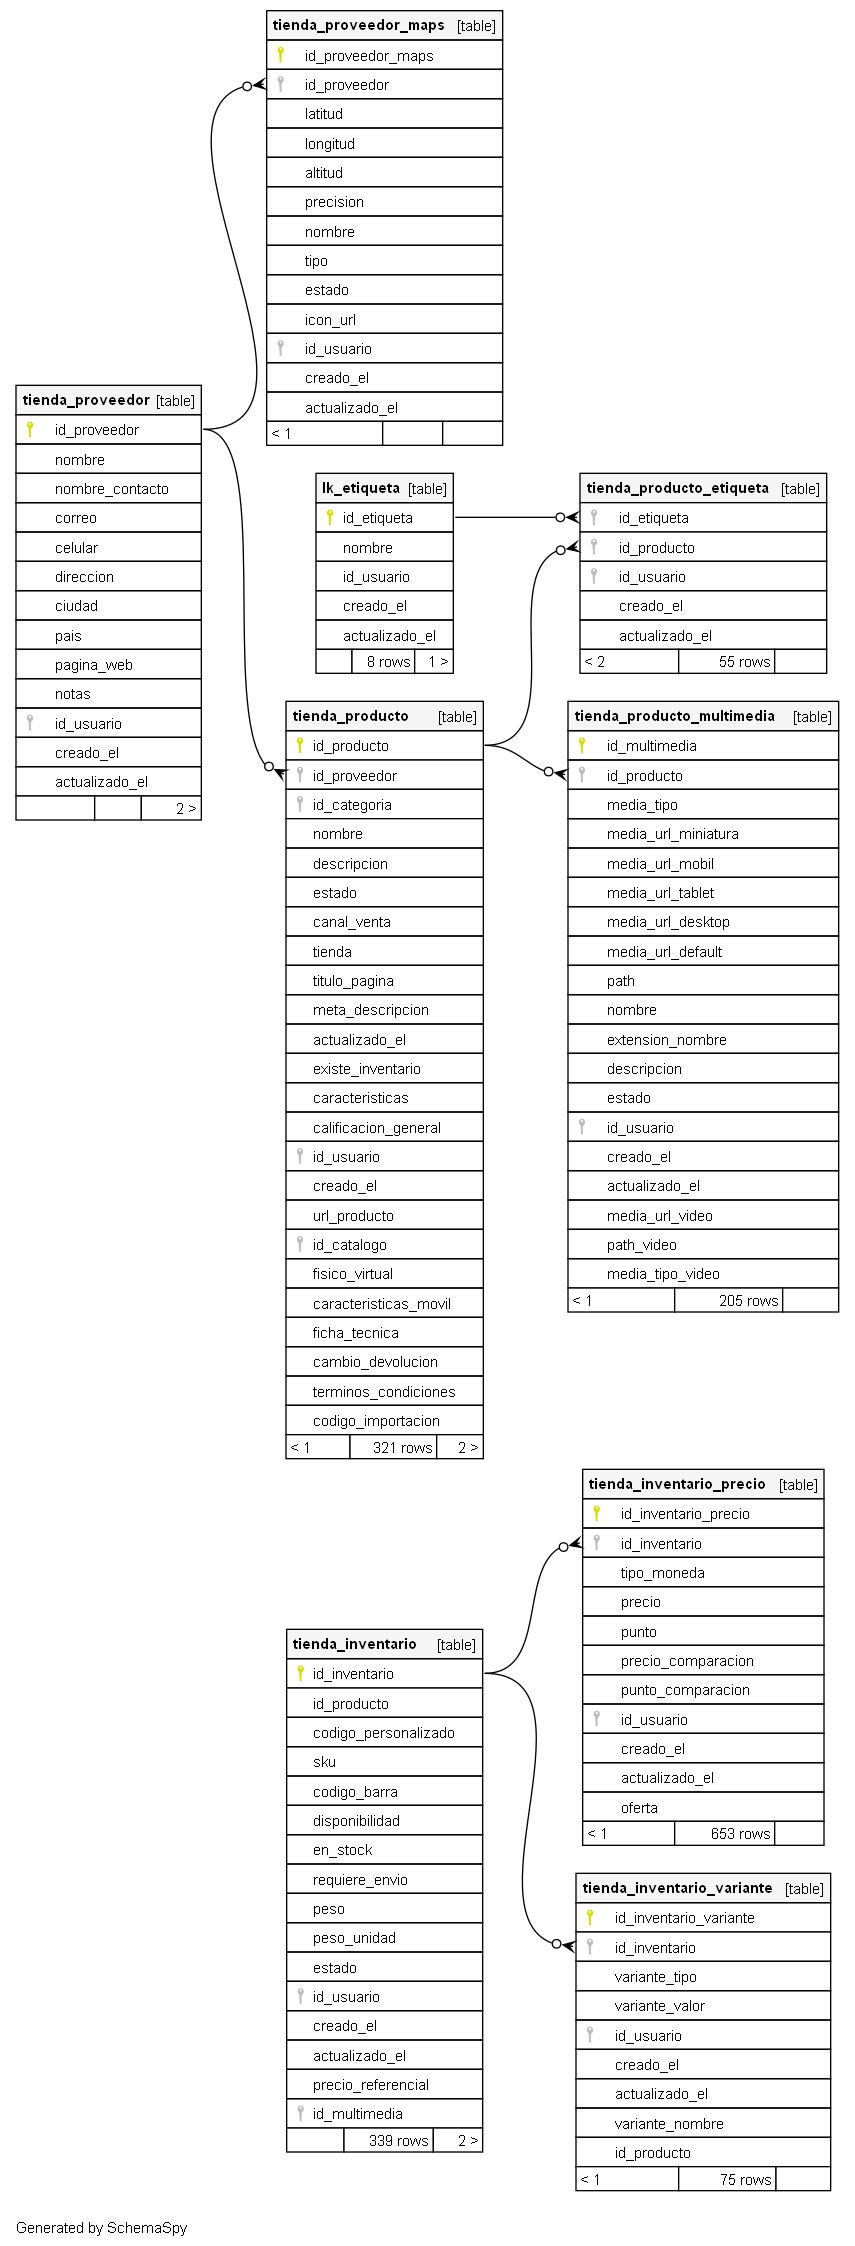 tienda_proveedor_maps [table]
id_proveedor_maps
id_proveedor
latitud
longitud
altitud
precision
nombre
tipo
estado
icon_url
id_usuario
creado_el
actualizado_el
< 1
tienda_proveedor [table]
id_proveedor
nombre
nombre_contacto
correo
celular
direccion
ciudad
pais
pagina_web
notas
id_usuario
creado_el
actualizado_el
2 >
lk_etiqueta [table]
id_etiqueta
nombre
id_usuario
creado_el
actualizado_el
8 rows 1 >
tienda_producto_etiqueta [table]
id_etiqueta
id_producto
id_usuario
creado_el
actualizado_el
< 2 55 rows
tienda_producto [table]
id_producto
id_proveedor
id_categoria
nombre
descripcion
estado
canal_venta
tienda
titulo_pagina
meta_descripcion
actualizado_el
existe_inventario
caracteristicas
calificacion_general
id_usuario
creado_el
url_producto
id_catalogo
fisico_virtual
caracteristicas_movil
ficha_tecnica
cambio_devolucion
terminos_condiciones
codigo_importacion
< 1 321 rows 2 >
tienda_producto_multimedia [table]
id_multimedia
id_producto
media_tipo
media_url_miniatura
media_url_mobil
media_url_tablet
media_url_desktop
media_url_default
path
nombre
extension_nombre
descripcion
estado
id_usuario
creado_el
actualizado_el
media_url_video
path_video
media_tipo_video
< 1 205 rows
tienda_inventario_precio [table]
id_inventario_precio
id_inventario
tipo_moneda
precio
punto
precio_comparacion
punto_comparacion
id_usuario
creado_el
actualizado_el
oferta
< 1 653 rows
tienda_inventario [table]
id_inventario
id_producto
codigo_personalizado
sku
codigo_barra
disponibilidad
en_stock
requiere_envio
peso
peso_unidad
estado
id_usuario
creado_el
actualizado_el
precio_referencial
id_multimedia
339 rows 2 >
tienda_inventario_variante [table]
id_inventario_variante
id_inventario
variante_tipo
variante_valor
id_usuario
creado_el
actualizado_el
variante_nombre
id_producto
< 1 75 rows
Generated by SchemaSpy